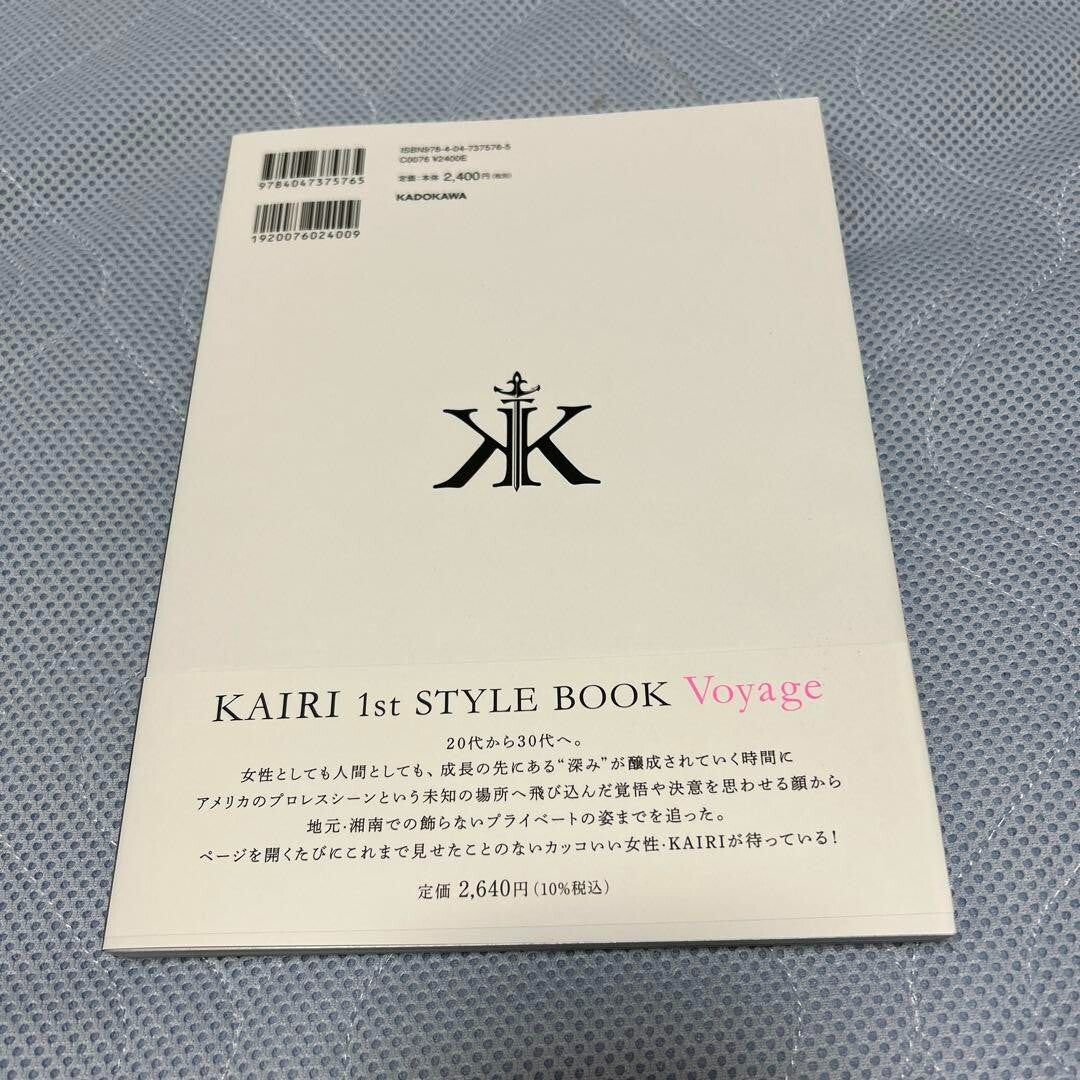 ISBN978-4-04-737576-5
C0076 ¥2400E
定価:本体 2,400円(税別)
KADOKAWA
9784047375765
1920076024009
KK
KAIRI 1st STYLE BOOK Voyage
20代から30代へ。
女性としても人間としても、成長の先にある“深み”が醸成されていく時間に
アメリカのプロレスシーンという未知の場所へ飛び込んだ覚悟や決意を思わせる顔から
地元·湘南での飾らないプライベートの姿までを追った。
ページを開くたびにこれまで見せたことのないカッコいい女性·KAIRIが待っている!
定価 2,640円(10%税込)